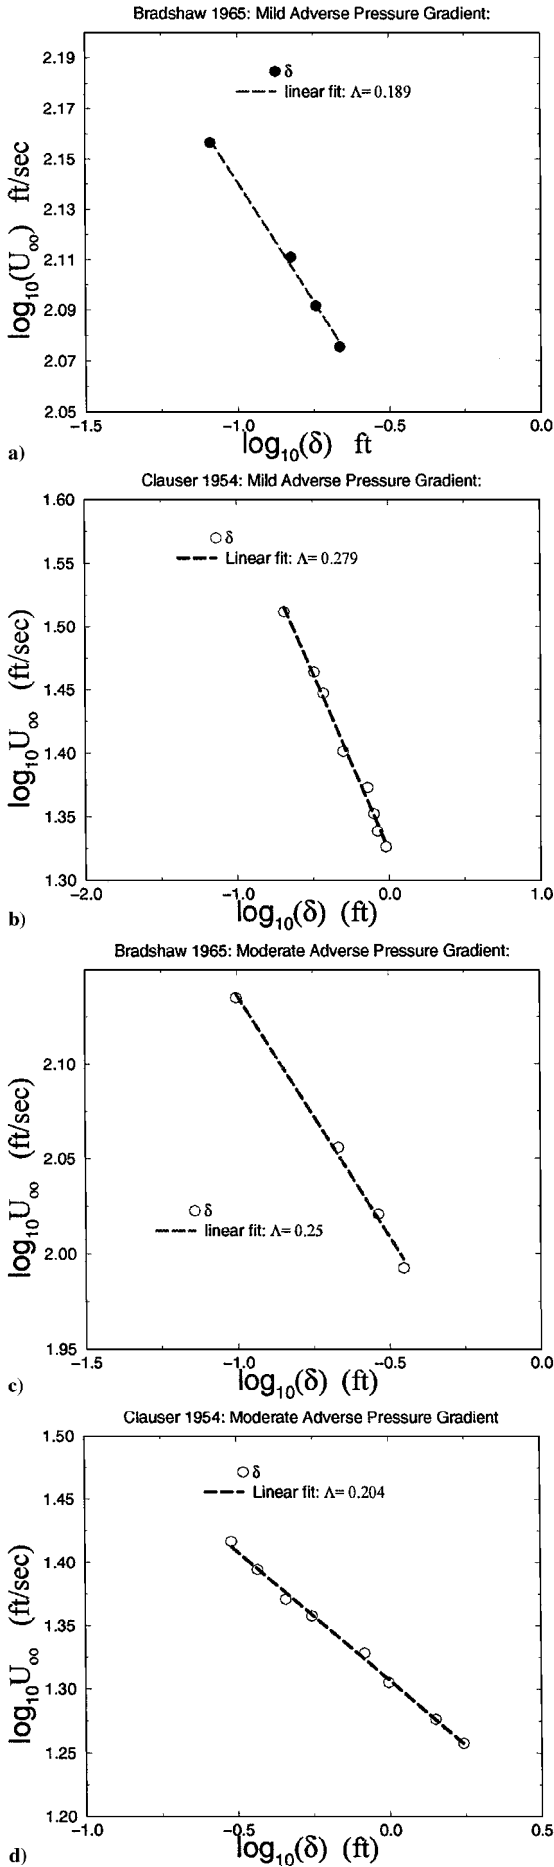 Bradshaw 1965: Mild Adverse Pressure Gradient:
2.19
2.17
2.15
2.13
2.11
2.09
2.07
2.05
δ
linear fit: Λ= 0.189
log10(U∞) ft/sec
−1.5
−1.0
−0.5
0.0
log10(δ) ft
a)
Clauser 1954: Mild Adverse Pressure Gradient:
1.60
1.55
1.50
1.45
1.40
1.35
1.30
δ
Linear fit: Λ= 0.279
log10U∞ (ft/sec)
−2.0
−1.0
0.0
1.0
log10(δ) (ft)
b)
Bradshaw 1965: Moderate Adverse Pressure Gradient:
2.10
2.05
2.00
1.95
δ
linear fit: Λ= 0.25
log10U∞ (ft/sec)
−1.5
−1.0
−0.5
0.0
log10(δ) (ft)
c)
Clauser 1954: Moderate Adverse Pressure Gradient
1.50
1.45
1.40
1.35
1.30
1.25
1.20
δ
Linear fit: Λ= 0.204
log10U∞ (ft/sec)
−1.0
−0.5
0.0
0.5
log10(δ) (ft)
d)